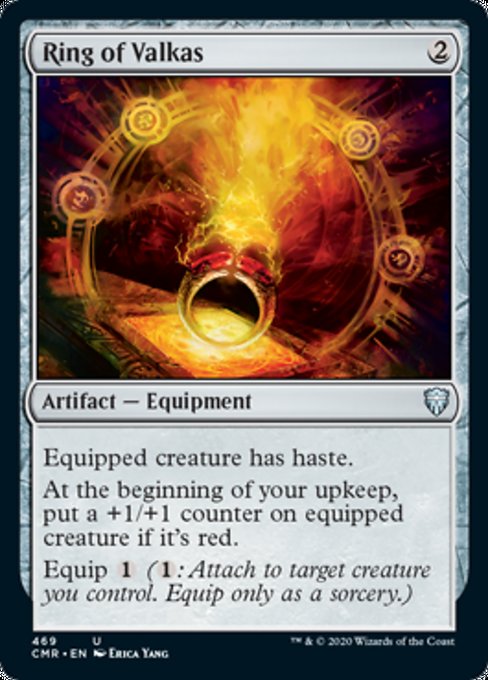 Ring of Valkas 2
Artifact — Equipment
Equipped creature has haste.
At the beginning of your upkeep,
put a +1/+1 counter on equipped
creature if it's red.
Equip 1 (1: Attach to target creature
you control. Equip only as a sorcery.)
469 U
CMR • EN Erica Yang
™ & © 2020 Wizards of the Coast